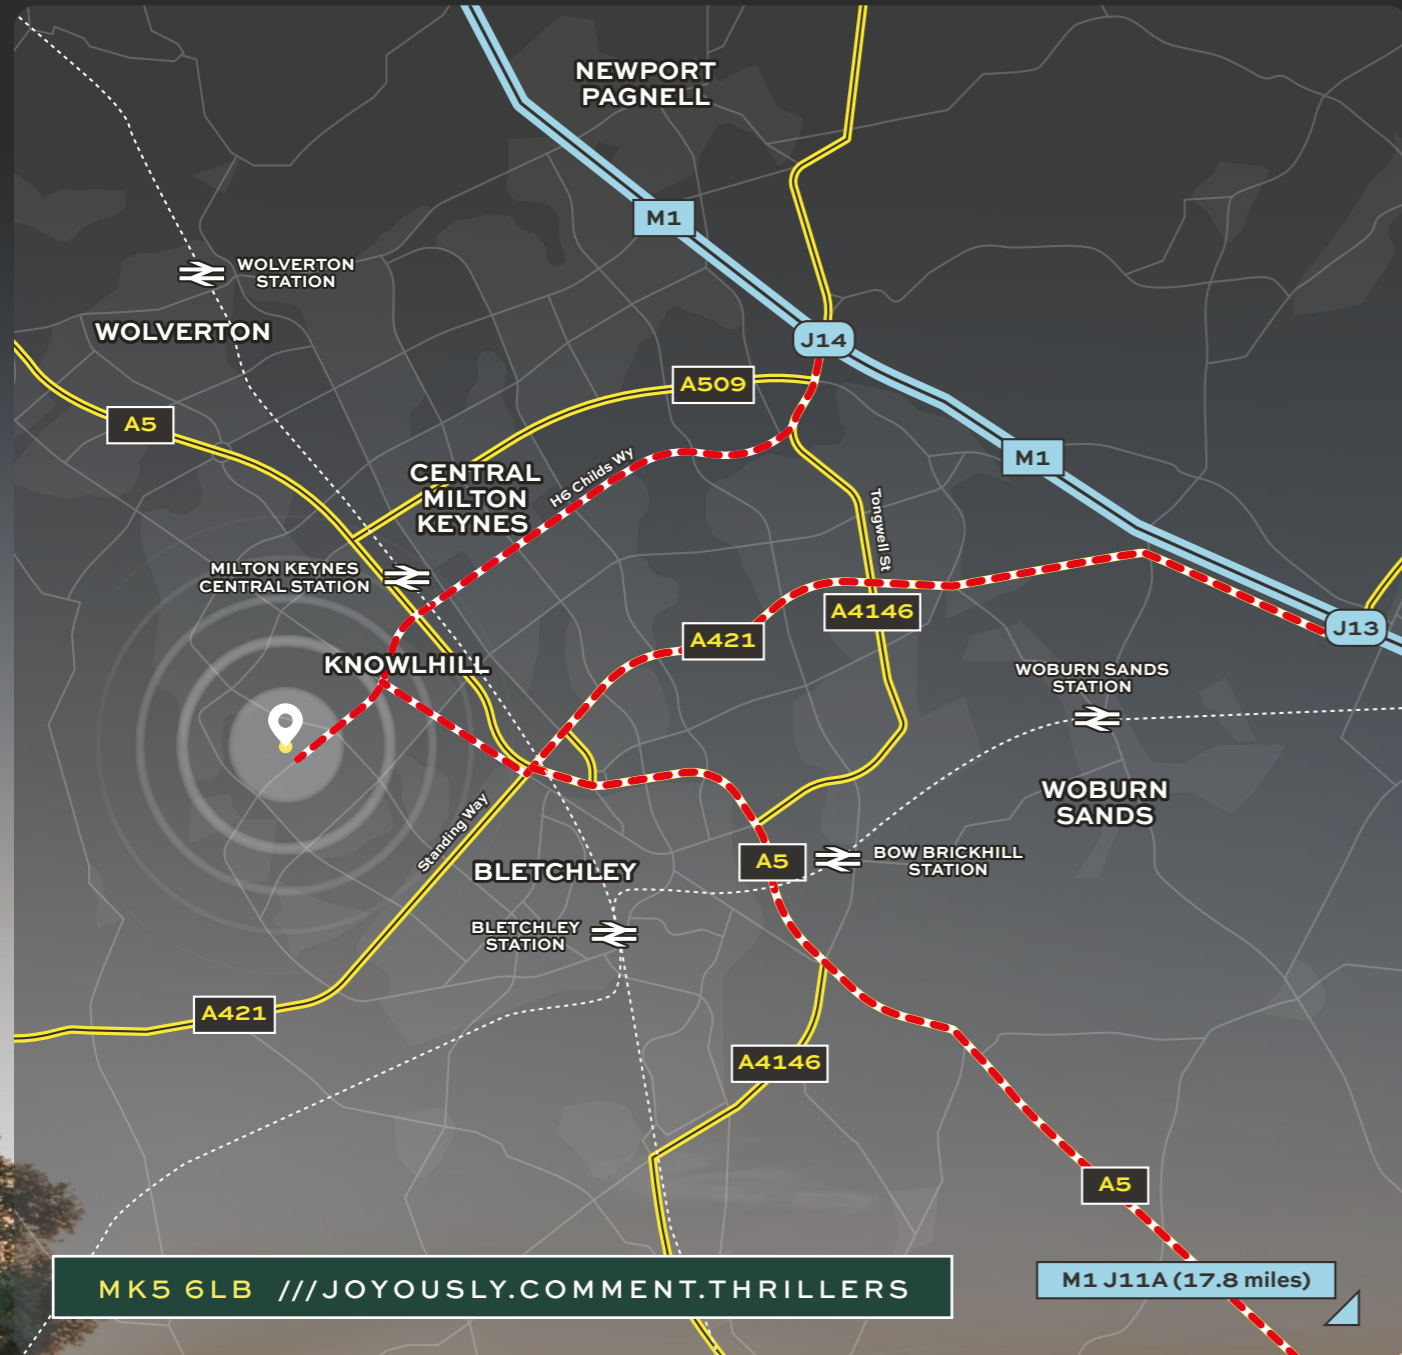 NEWPORT
PAGNELL
M1
WOLVERTON
STATION
WOLVERTON
J14
A509
A5
M1
CENTRAL
MILTON
KEYNES
H6 Childs Wy
Tongwell St
MILTON KEYNES
CENTRAL STATION
A4146
J13
A421
KNOWLHILL
WOBURN SANDS
STATION
WOBURN
SANDS
Standing Way
A5
BOW BRICKHILL
STATION
BLETCHLEY
BLETCHLEY
STATION
A421
A4146
A5
MK5 6LB ///JOYOUSLY.COMMENT.THRILLERS
M1 J11A (17.8 miles)